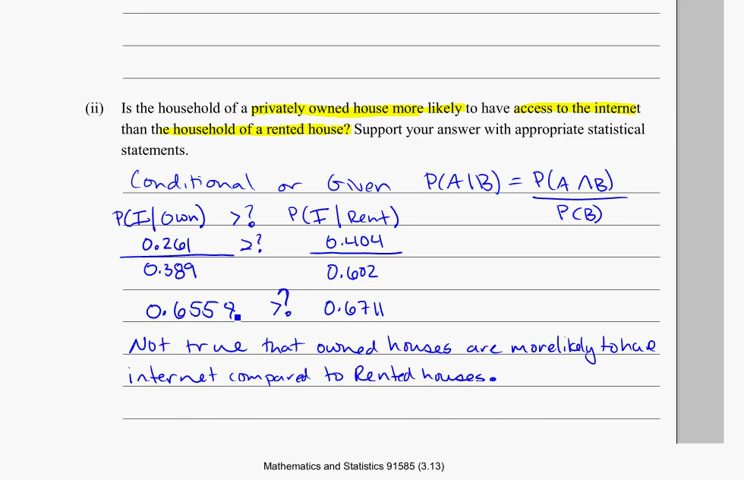 (ii) Is the household of a privately owned house more likely to have access to the internet
than the household of a rented house? Support your answer with appropriate statistical
statements.
Conditional or Given P(A|B) = P(A∩B)
P(B)
P(I|Own) >? P(I|Rent)
0.261 >? 0.404
0.389 0.602
0.6559 >? 0.6711
Not true that owned houses are more likely to have
internet compared to Rented houses.
Mathematics and Statistics 91585 (3.13)